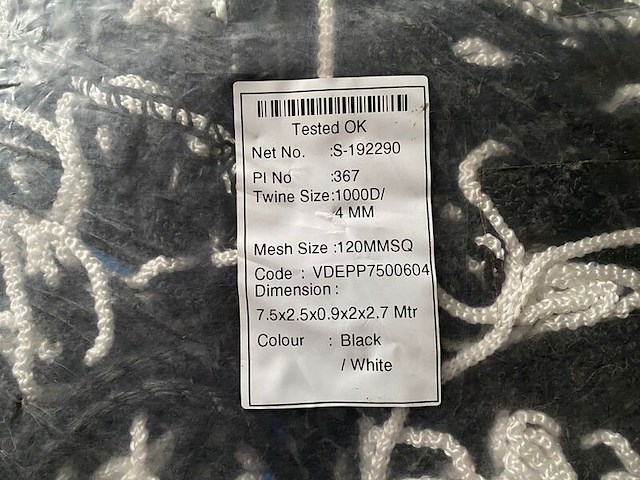 Tested OK
Net No. :S-192290
PI No :367
Twine Size:1000D/
4 MM
Mesh Size :120MMSQ
Code : VDEPP7500604
Dimension :
7.5x2.5x0.9x2x2.7 Mtr
Colour : Black
/ White